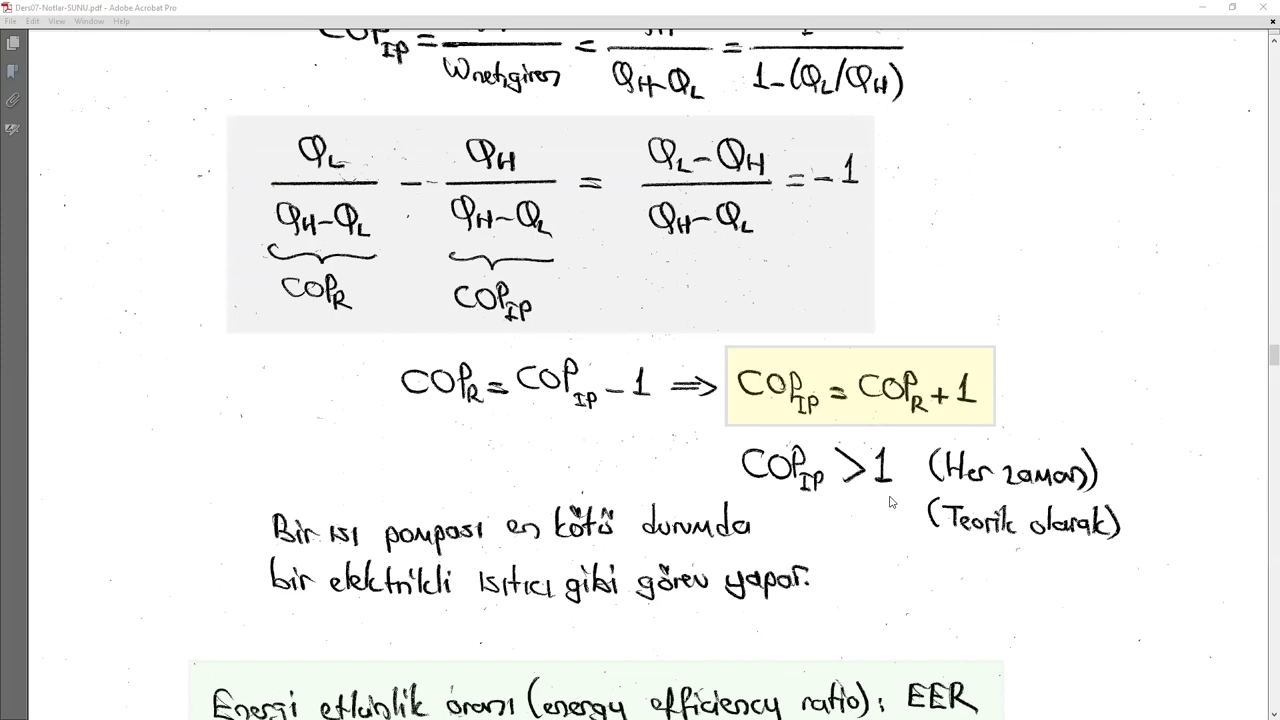 Ders07-Notlar-SUNU.pdf - Adobe Acrobat Pro
File Edit View Window Help
COP_IP = / W_net,giren = / Q_H-Q_L = / 1-(Q_L/Q_H)
Q_L / Q_H-Q_L - Q_H / Q_H-Q_L = Q_L-Q_H / Q_H-Q_L = -1
COP_R COP_IP
COP_R = COP_IP - 1 ⇒ COP_IP = COP_R + 1
COP_IP > 1 (Her zaman)
(Teorik olarak)
Bir ısı pompası en kötü durumda
bir elektrikli ısıtıcı gibi görev yapar.
Energi etkinlik oranı (energy efficiency ratio): EER